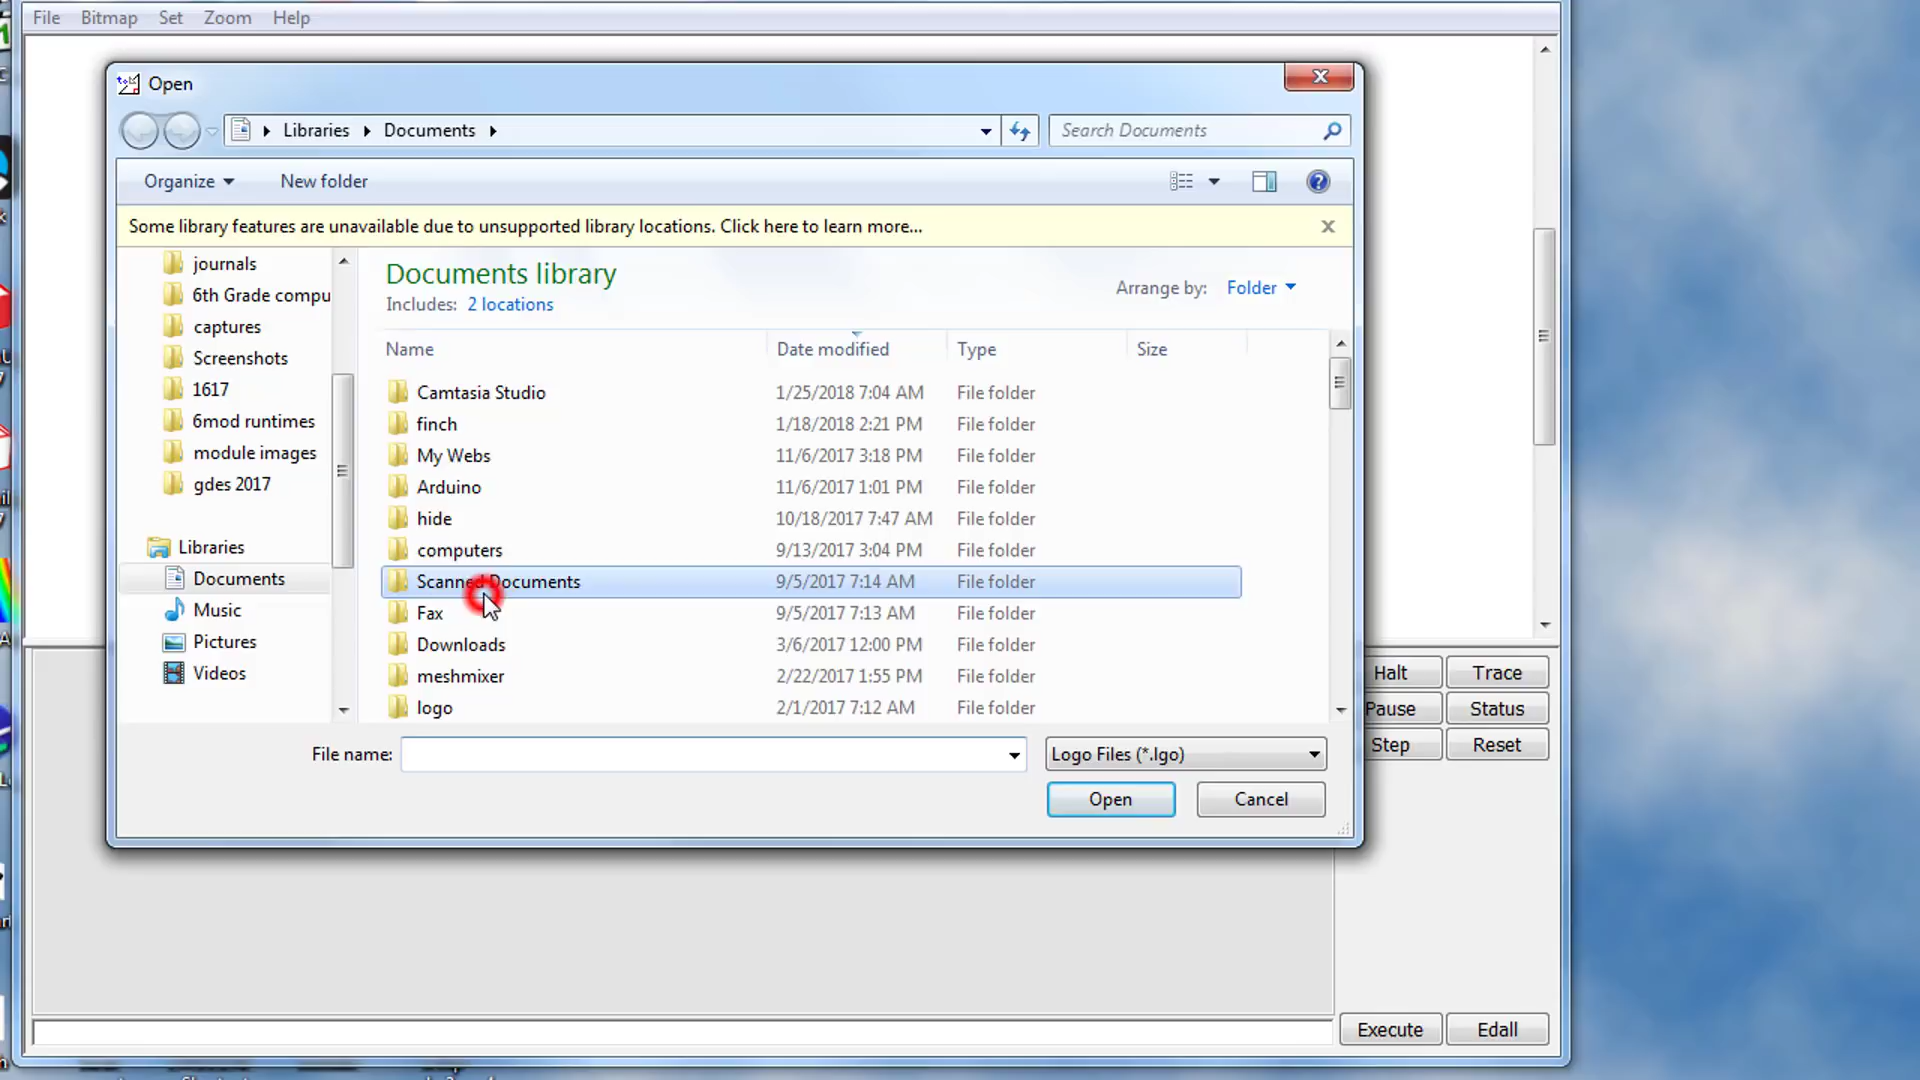 File Bitmap Set Zoom Help
Open
Libraries Documents
Search Documents
Organize New folder
Some library features are unavailable due to unsupported library locations. Click here to learn more...
journals
6th Grade compu
captures
Screenshots
1617
6mod runtimes
module images
gdes 2017
Libraries
Documents
Music
Pictures
Videos
Documents library
Includes: 2 locations
Arrange by: Folder
Name Date modified Type Size
Camtasia Studio 1/25/2018 7:04 AM File folder
finch 1/18/2018 2:21 PM File folder
My Webs 11/6/2017 3:18 PM File folder
Arduino 11/6/2017 1:01 PM File folder
hide 10/18/2017 7:47 AM File folder
computers 9/13/2017 3:04 PM File folder
Scanned Documents 9/5/2017 7:14 AM File folder
Fax 9/5/2017 7:13 AM File folder
Downloads 3/6/2017 12:00 PM File folder
meshmixer 2/22/2017 1:55 PM File folder
logo 2/1/2017 7:12 AM File folder
File name:
Logo Files (*.lgo)
Open Cancel
Halt Trace
Pause Status
Step Reset
Execute Edall